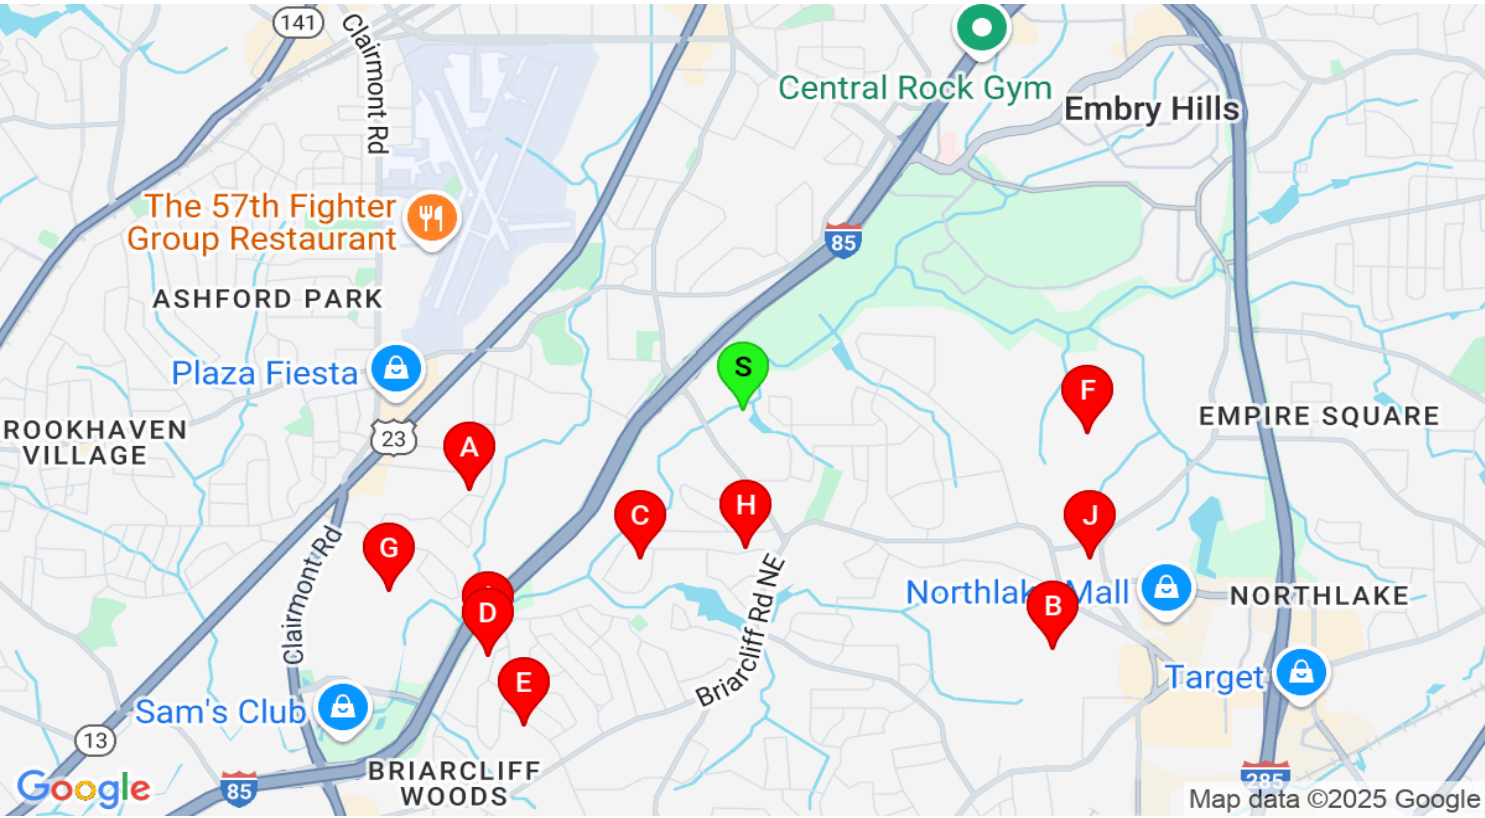 141
Clairmont Rd
Central Rock Gym
Embry Hills
The 57th Fighter
Group Restaurant
85
ASHFORD PARK
Plaza Fiesta
S
F
ROOKHAVEN
VILLAGE
23
EMPIRE SQUARE
A
C
H
J
G
Clairmont Rd
D
Northlake Mall
B
NORTHLAKE
Briarcliff Rd NE
E
Target
Sam's Club
13
BRIARCLIFF
WOODS
Google
85
285
Map data ©2025 Google